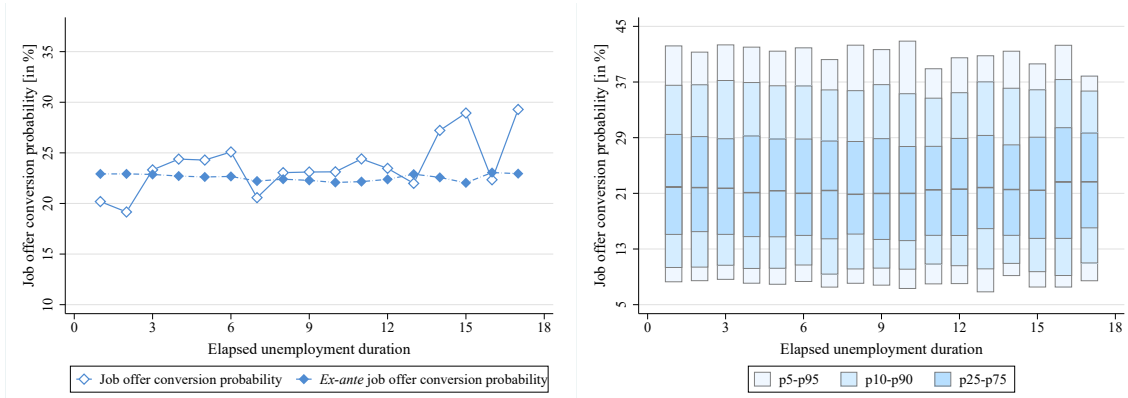 Job offer conversion probability [in %]
35
30
25
20
15
10
0 3 6 9 12 15 18
Elapsed unemployment duration
Job offer conversion probability
Ex-ante job offer conversion probability
Job offer conversion probability [in %]
45
37
29
21
13
5
0 3 6 9 12 15 18
Elapsed unemployment duration
p5-p95 p10-p90 p25-p75